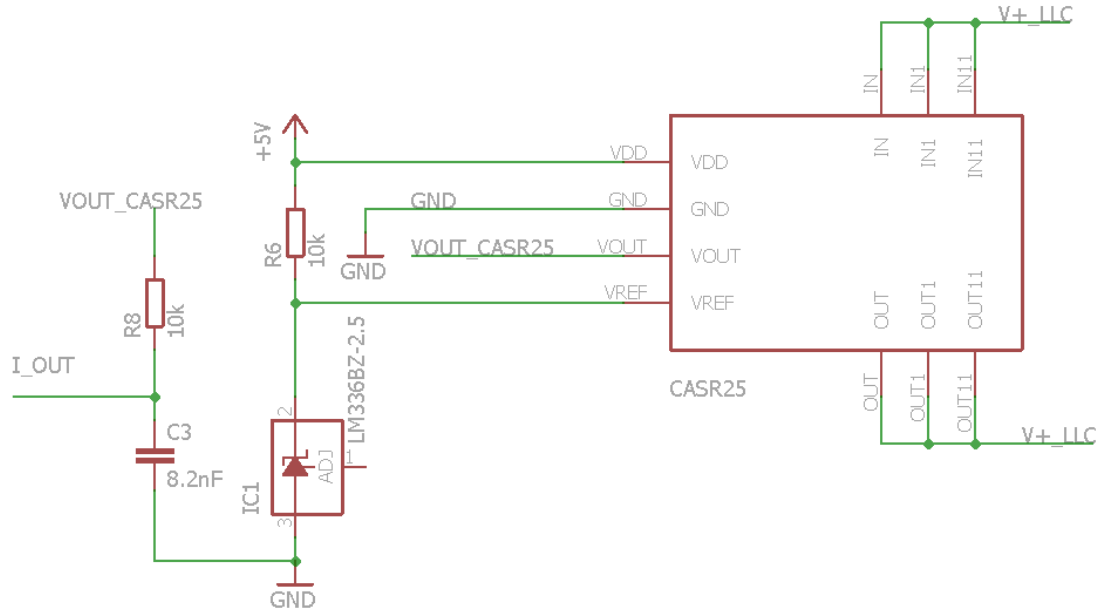 V+_LLC
IN IN1 IN11
+5V
IN IN1 IN11
VDD VDD
VOUT_CASR25
GND GND GND
R6 10k
VOUT_CASR25 VOUT VOUT
GND
VREF VREF
OUT OUT1 OUT11
R8 10k
LM336BZ-2.5
I_OUT
CASR25
OUT OUT1 OUT11
2
C3
V+_LLC
1
ADJ
8.2nF
IC1
3
GND